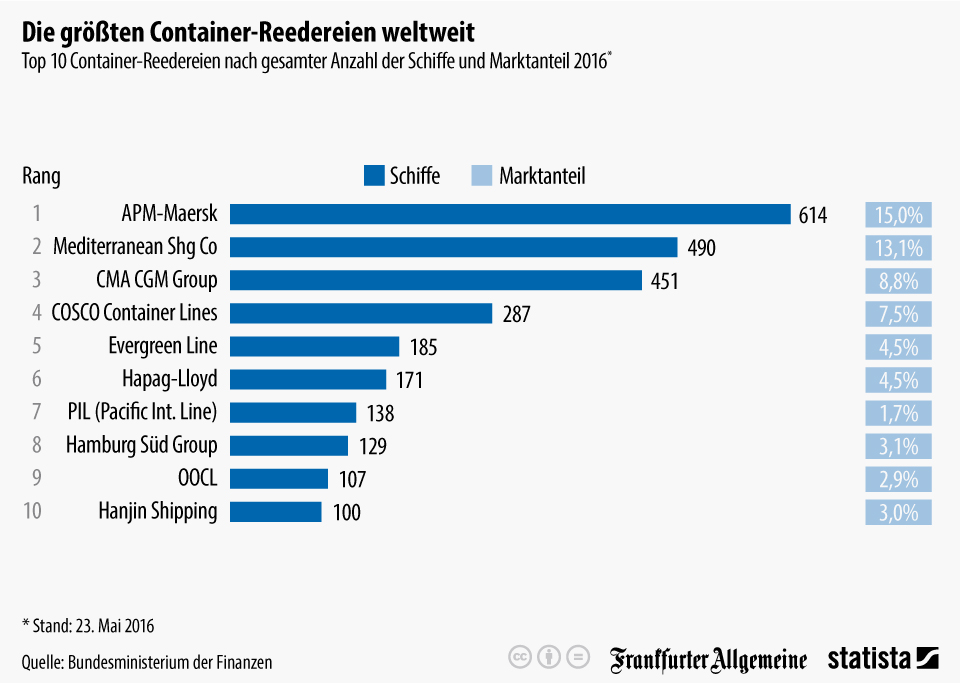 Die größten Container-Reedereien weltweit
Top 10 Container-Reedereien nach gesamter Anzahl der Schiffe und Marktanteil 2016*
Rang Schiffe Marktanteil
1 APM-Maersk 614 15,0%
2 Mediterranean Shg Co 490 13,1%
3 CMA CGM Group 451 8,8%
4 COSCO Container Lines 287 7,5%
5 Evergreen Line 185 4,5%
6 Hapag-Lloyd 171 4,5%
7 PIL (Pacific Int. Line) 138 1,7%
8 Hamburg Süd Group 129 3,1%
9 OOCL 107 2,9%
10 Hanjin Shipping 100 3,0%
* Stand: 23. Mai 2016
Quelle: Bundesministerium der Finanzen cc Frankfurter Allgemeine statista